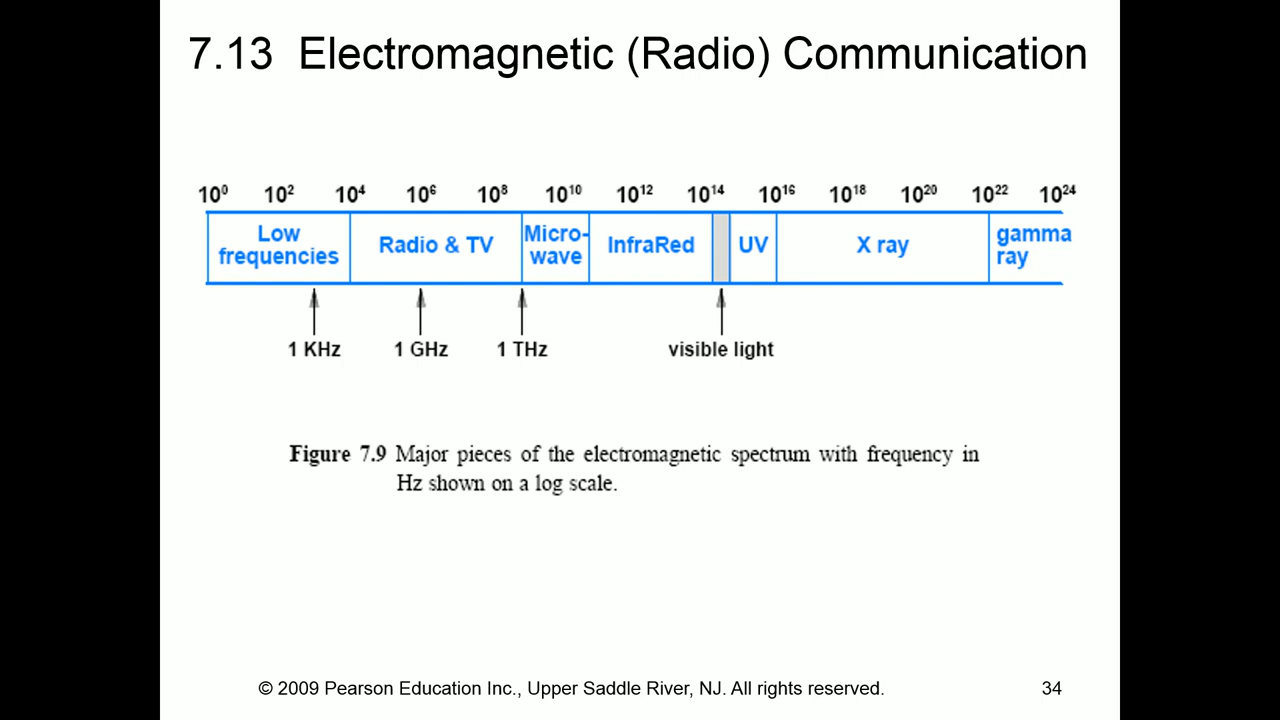 7.13 Electromagnetic (Radio) Communication
10⁰ 10² 10⁴ 10⁶ 10⁸ 10¹⁰ 10¹² 10¹⁴ 10¹⁶ 10¹⁸ 10²⁰ 10²² 10²⁴
Low
frequencies
Radio & TV
Micro-
wave
InfraRed
UV
X ray
gamma
ray
1 KHz 1 GHz 1 THz visible light
Figure 7.9 Major pieces of the electromagnetic spectrum with frequency in
Hz shown on a log scale.
© 2009 Pearson Education Inc., Upper Saddle River, NJ. All rights reserved. 34